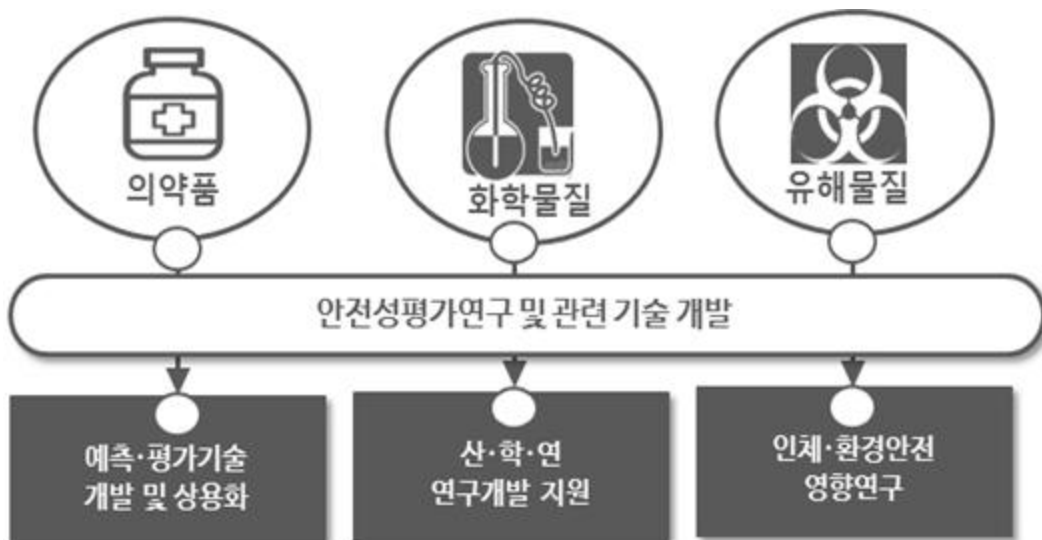 의약품
화학물질
유해물질
안전성평가연구 및 관련 기술 개발
예측·평가기술
개발 및 상용화
산·학·연
연구개발 지원
인체·환경안전
영향연구